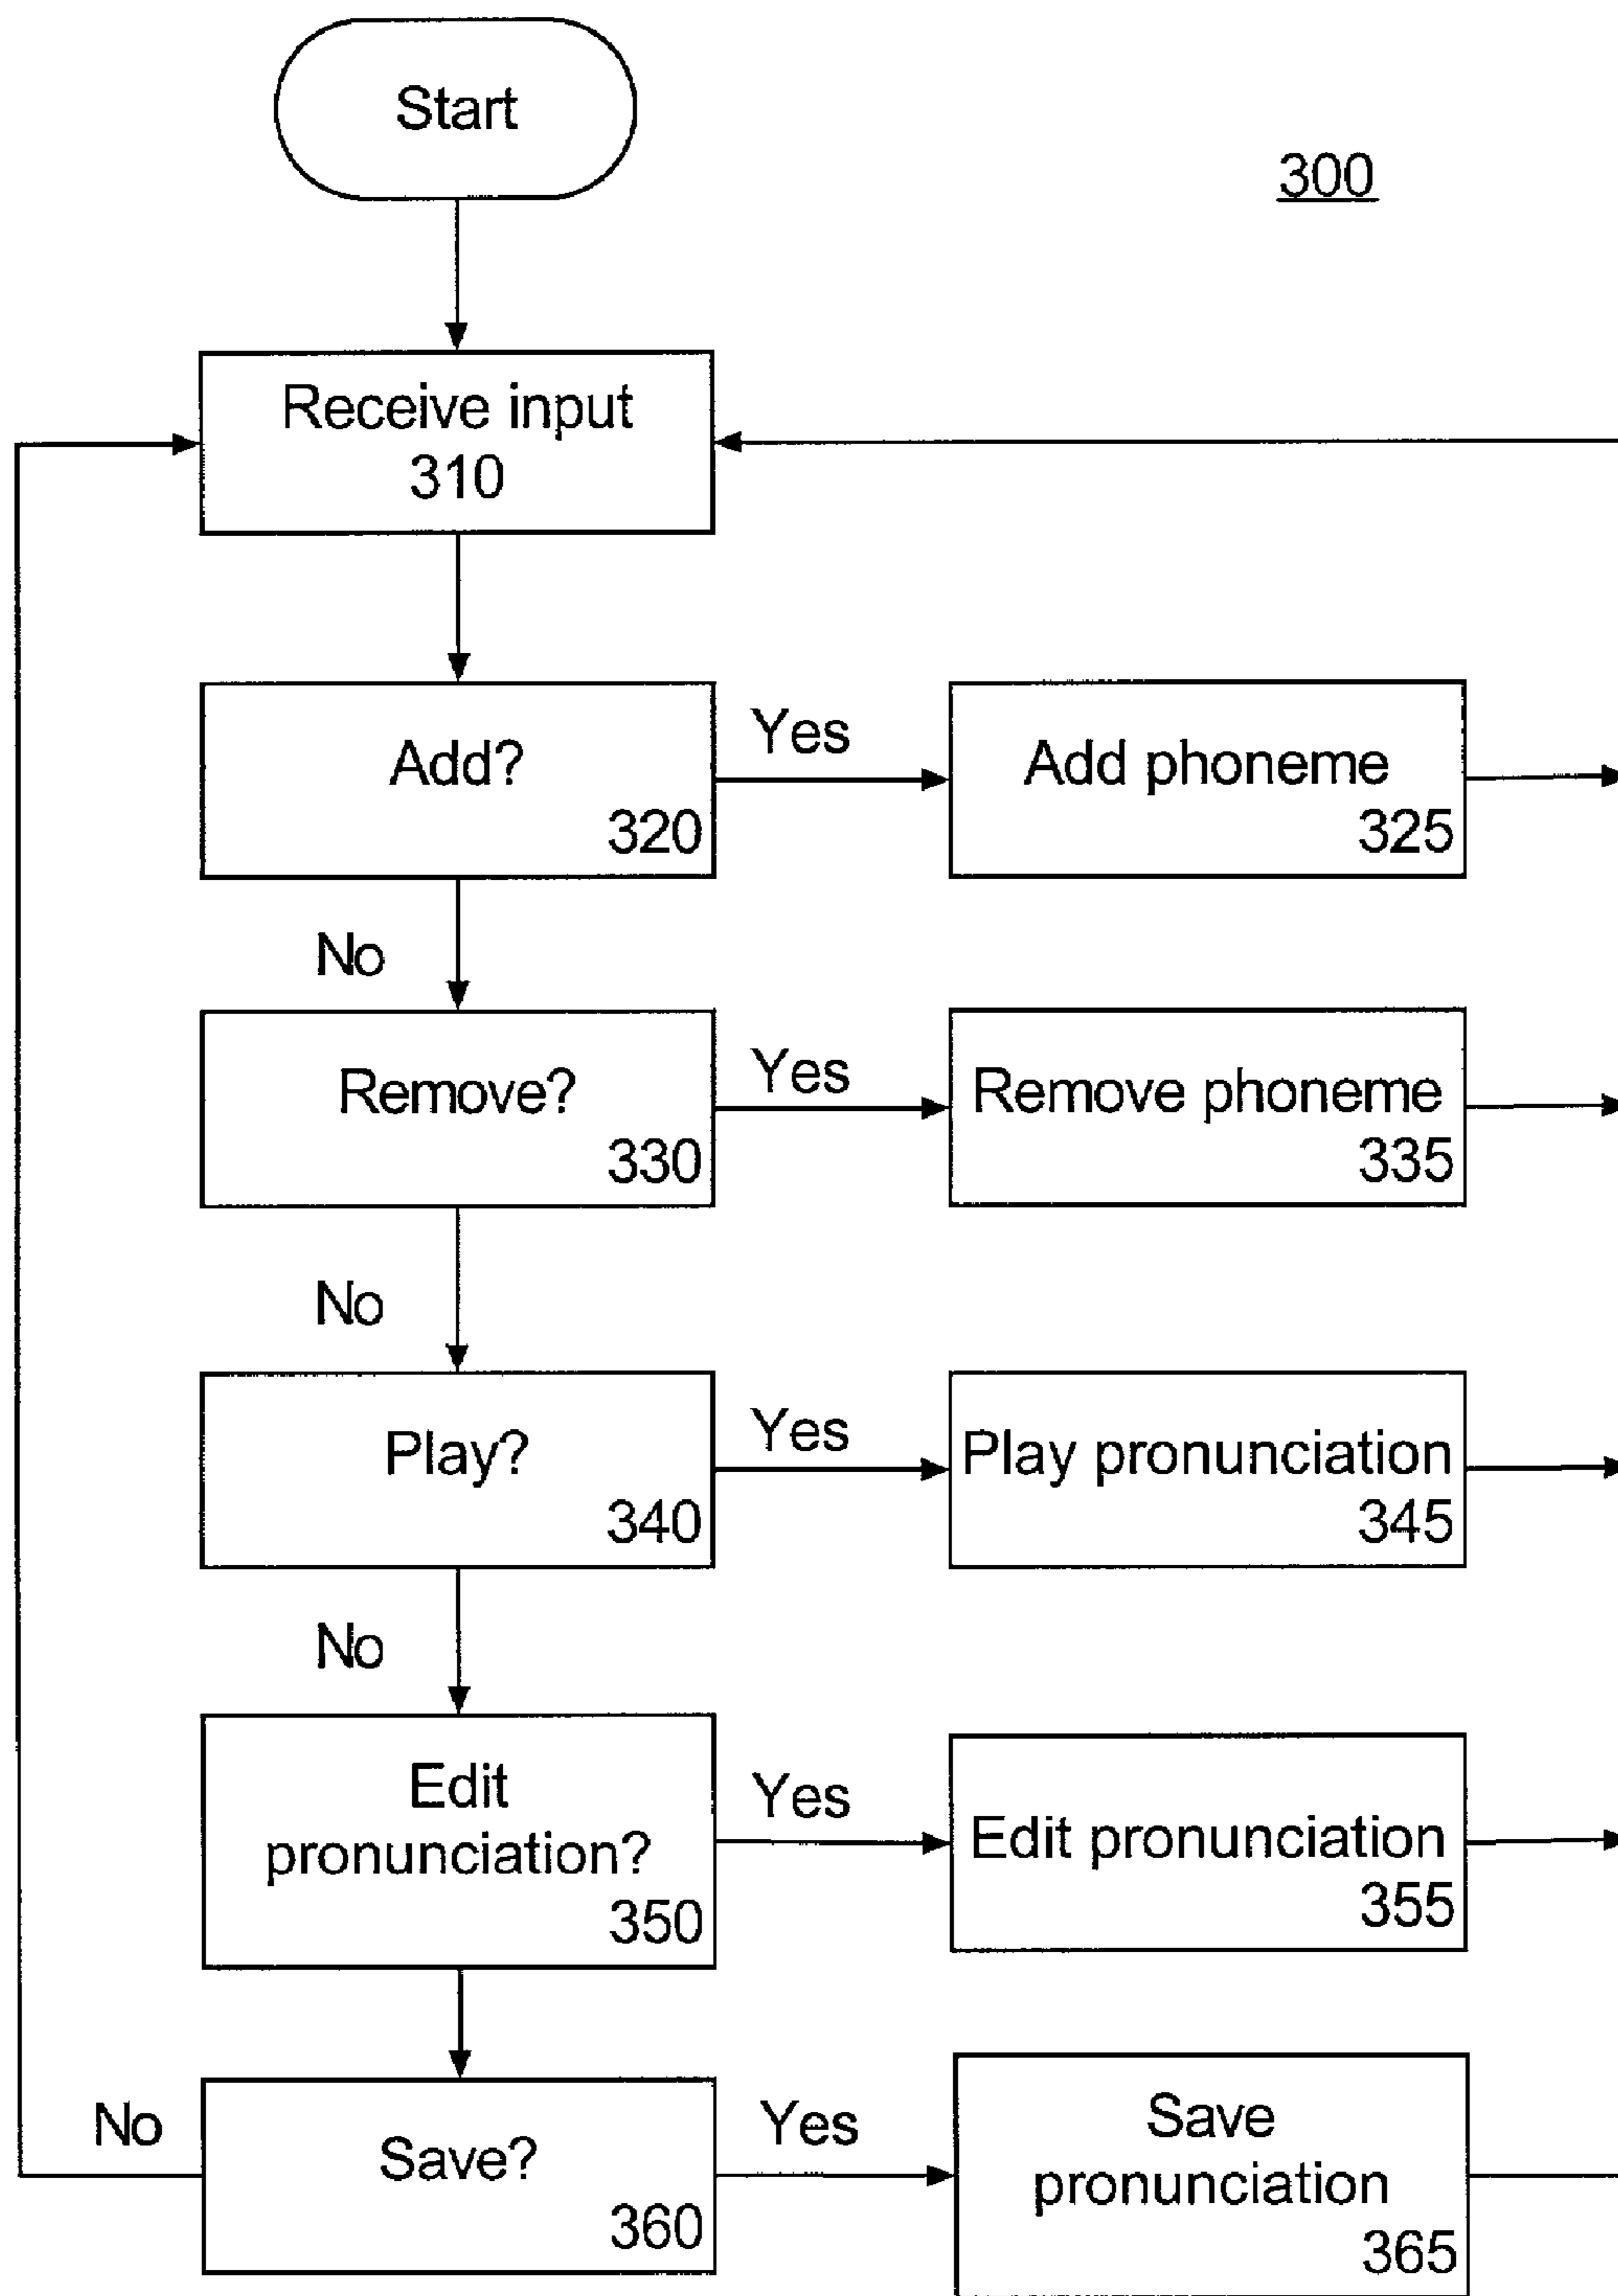 Start
300
Receive input
310
Add?
320
Yes
Add phoneme
325
No
Remove?
330
Yes
Remove phoneme
335
No
Play?
340
Yes
Play pronunciation
345
No
Edit
pronunciation?
350
Yes
Edit pronunciation
355
No
Save?
360
Yes
Save
pronunciation
365